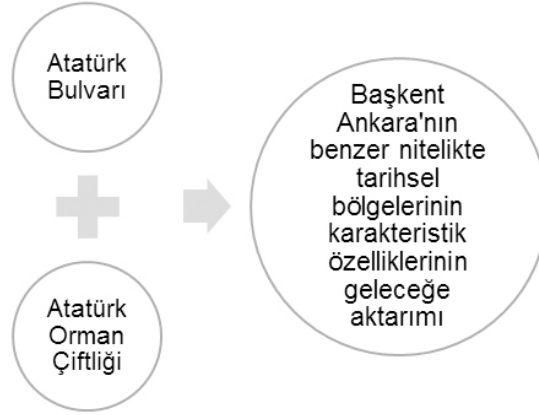 Atatürk
Bulvarı
Atatürk
Orman
Çiftliği
Başkent
Ankara'nın
benzer nitelikte
tarihsel
bölgelerinin
karakteristik
özelliklerinin
geleceğe
aktarımı